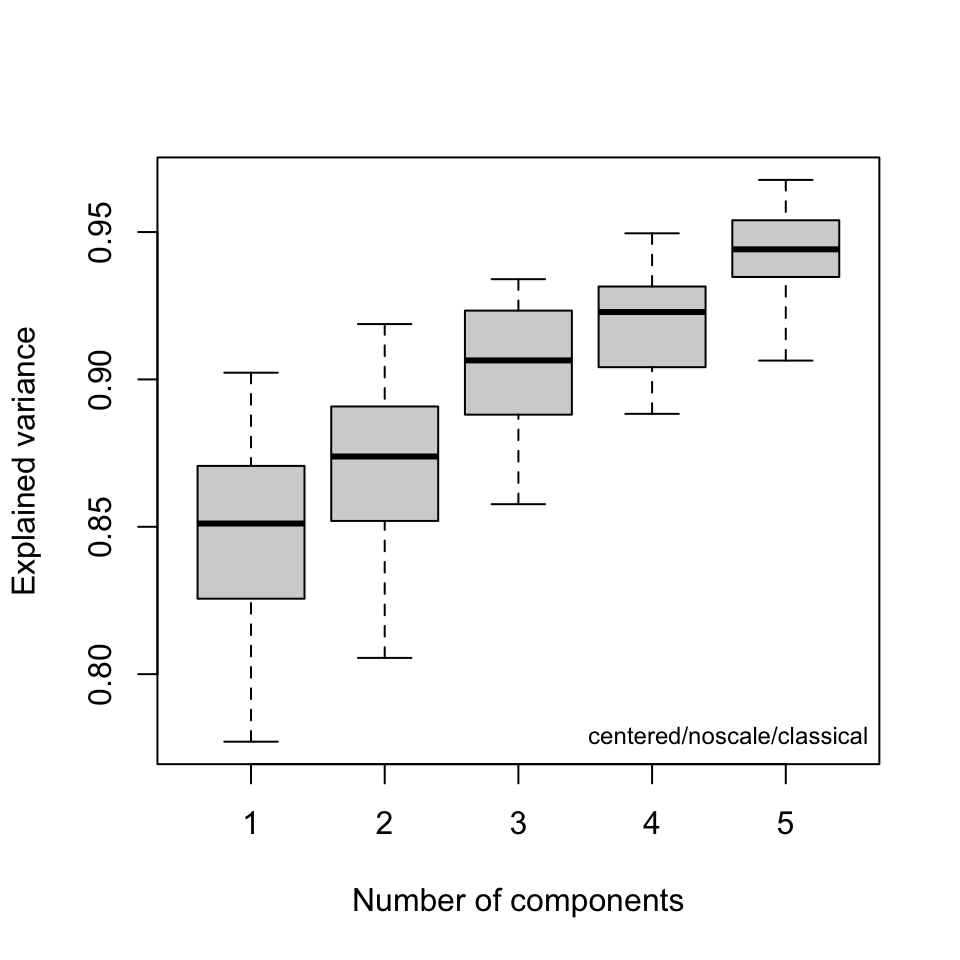 Explained variance
0.95
0.90
0.85
0.80
centered/noscale/classical
1 2 3 4 5
Number of components